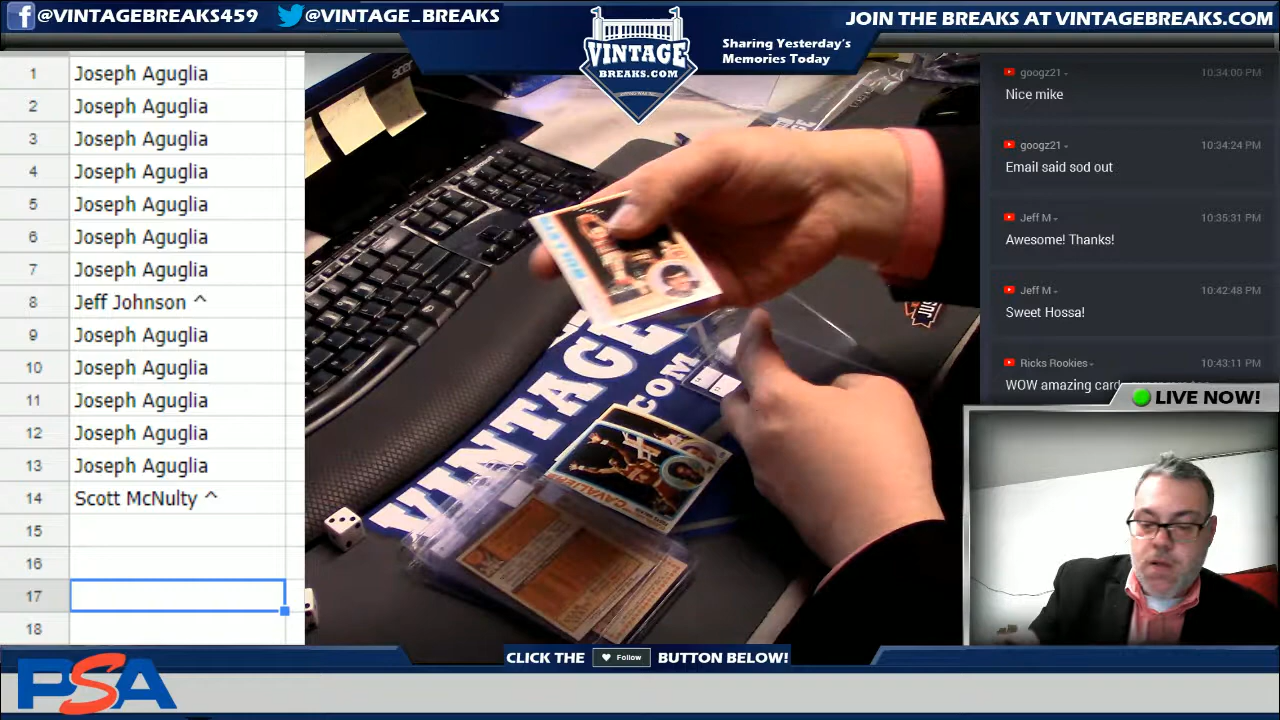 @VINTAGEBREAKS459
@VINTAGE_BREAKS
VINTAGE
BREAKS.COM
Sharing Yesterday's
Memories Today
JOIN THE BREAKS AT VINTAGEBREAKS.COM
1 Joseph Aguglia
2 Joseph Aguglia
3 Joseph Aguglia
4 Joseph Aguglia
5 Joseph Aguglia
6 Joseph Aguglia
7 Joseph Aguglia
8 Jeff Johnson ^
9 Joseph Aguglia
10 Joseph Aguglia
11 Joseph Aguglia
12 Joseph Aguglia
13 Joseph Aguglia
14 Scott McNulty ^
15
16
17
18
acer
BULLETS
VINTAGE
.COM
CAVALIERS
googz21 10:34:00 PM
Nice mike
googz21 10:34:24 PM
Email said sod out
Jeff M 10:35:31 PM
Awesome! Thanks!
Jeff M 10:42:48 PM
Sweet Hossa!
Ricks Rookies 10:43:11 PM
WOW amazing card
LIVE NOW!
CLICK THE Follow BUTTON BELOW!
PSA